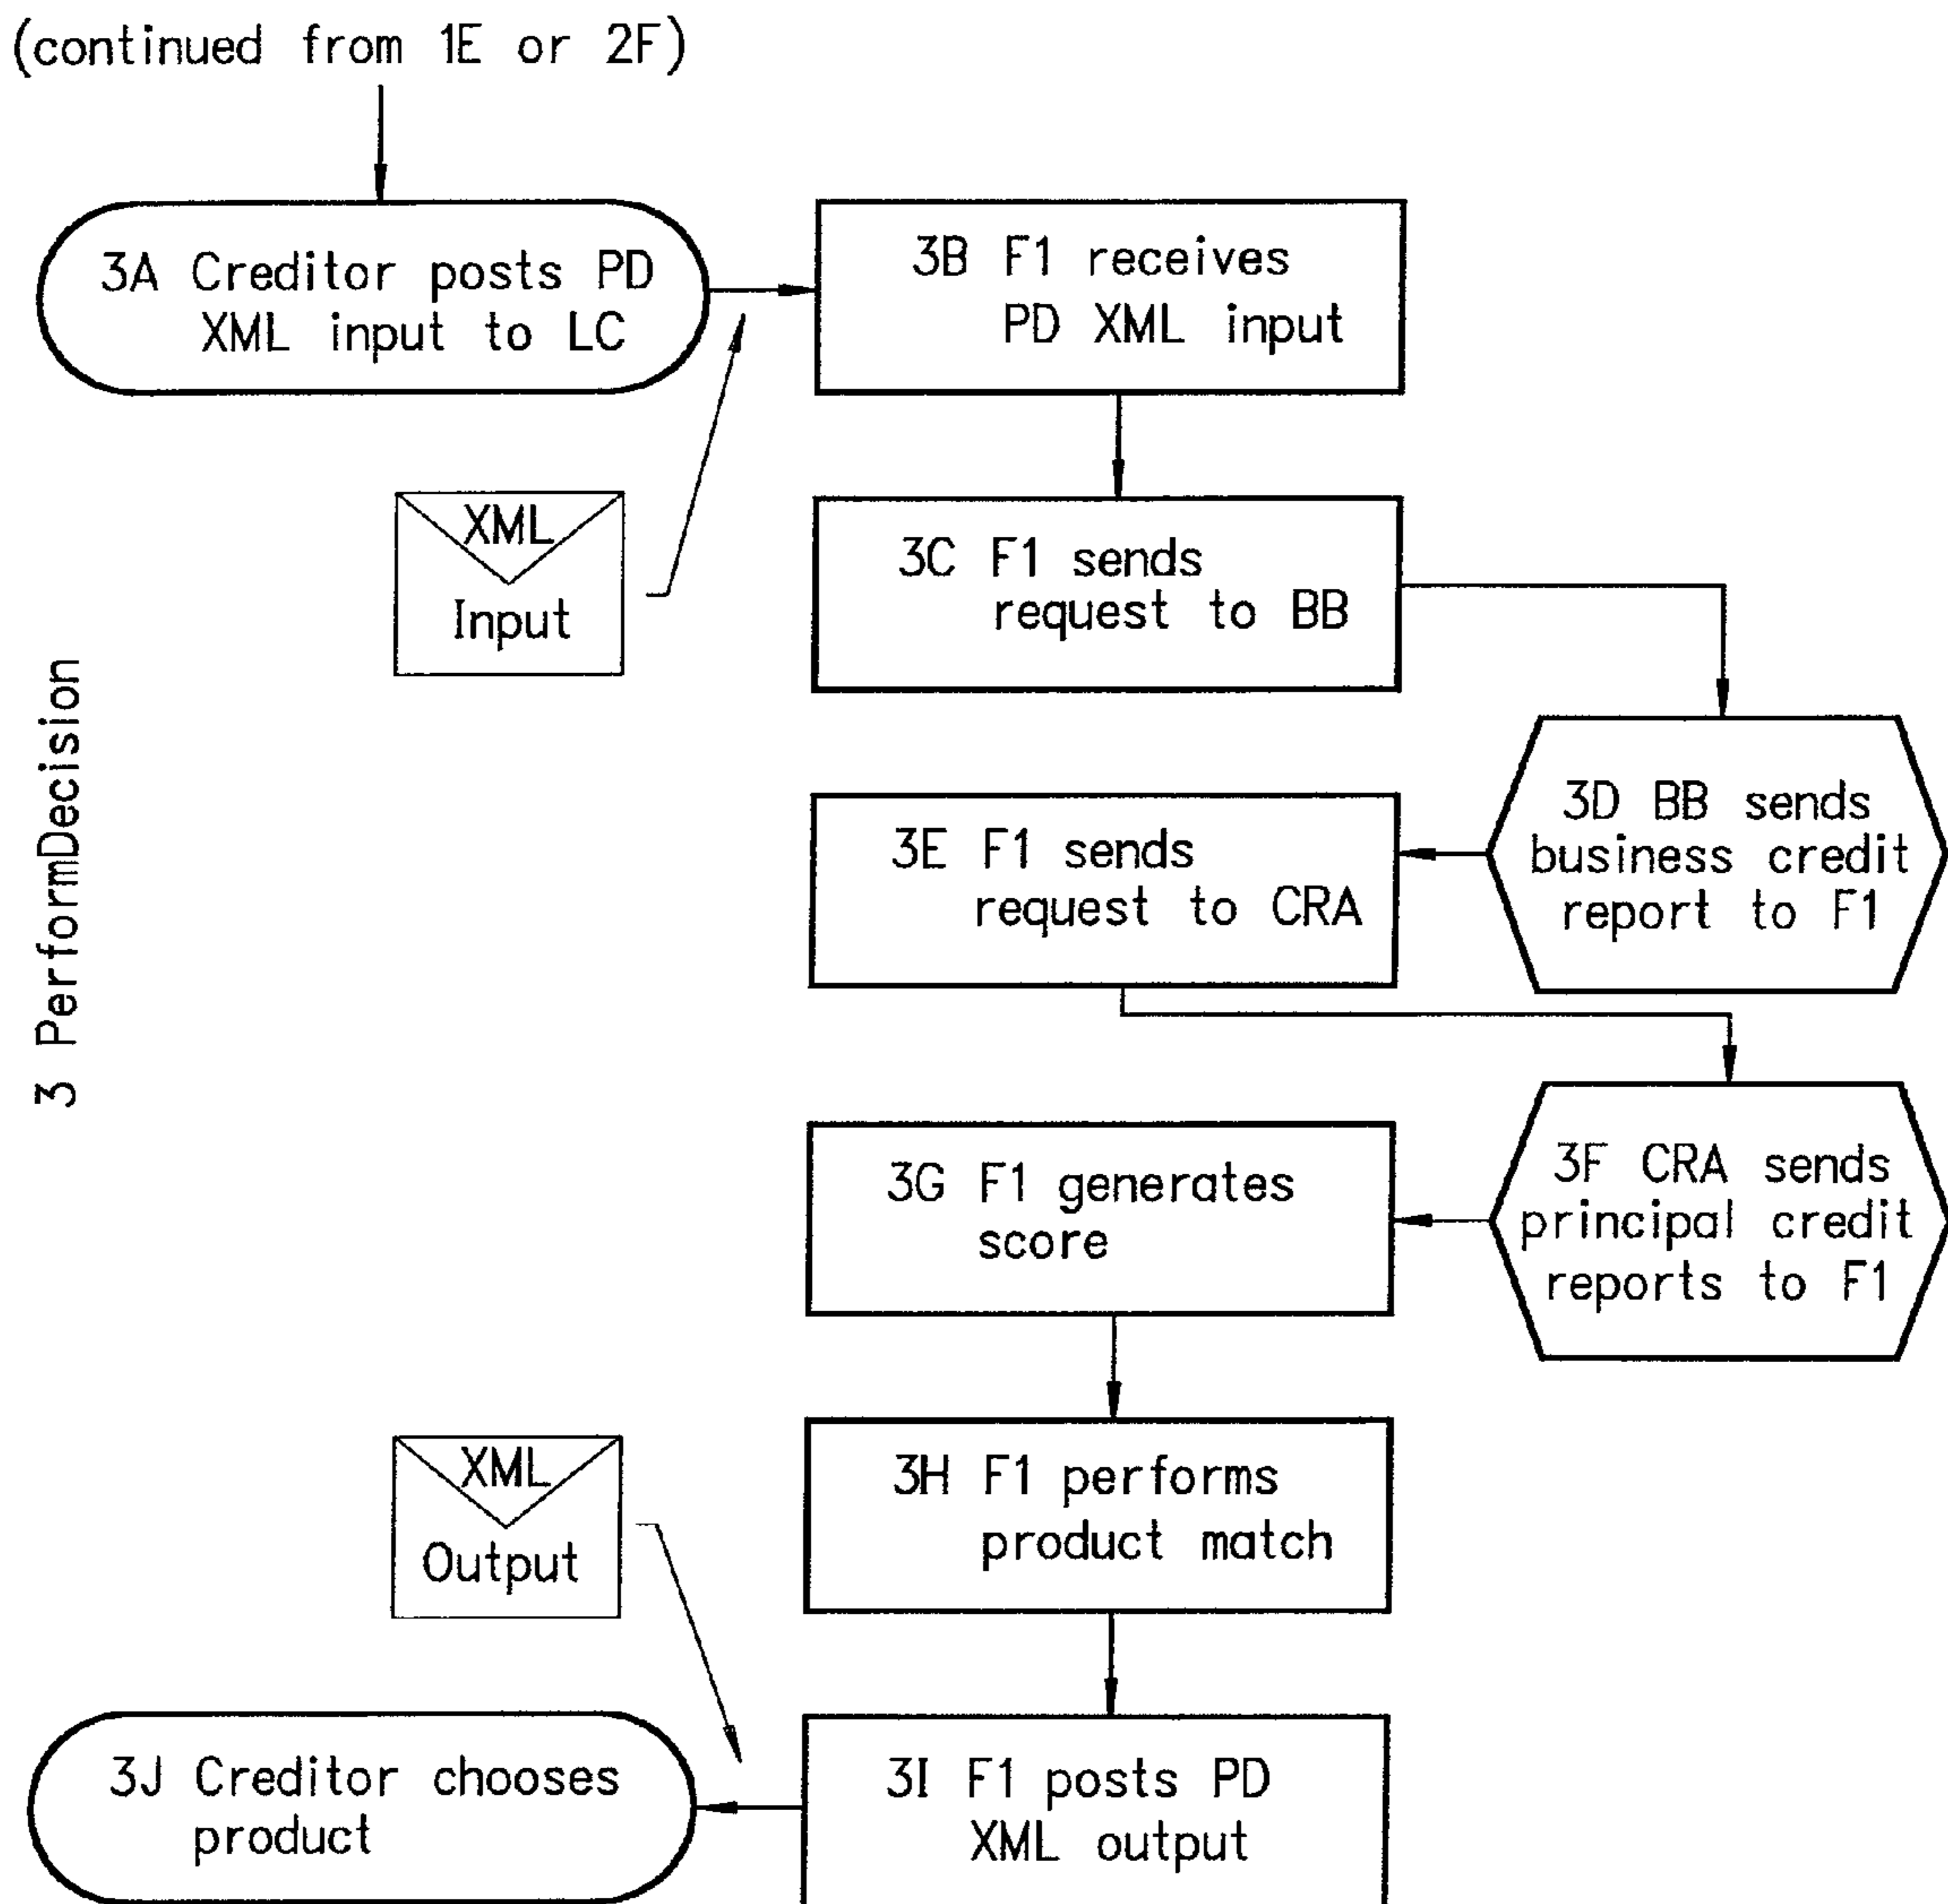 (continued from 1E or 2F)
3A Creditor posts PD
XML input to LC
3B F1 receives
PD XML input
XML
Input
3C F1 sends
request to BB
3D BB sends
business credit
report to F1
3E F1 sends
request to CRA
3 PerformDecision
3F CRA sends
principal credit
reports to F1
3G F1 generates
score
3H F1 performs
product match
XML
Output
3I F1 posts PD
XML output
3J Creditor chooses
product